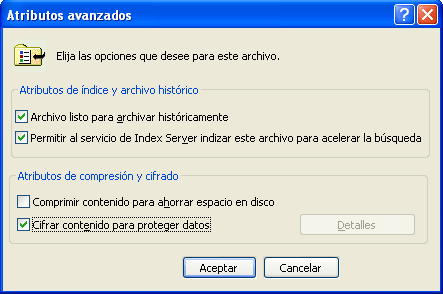 Atributos avanzados
Elija las opciones que desee para este archivo.
Atributos de índice y archivo histórico
Archivo listo para archivar históricamente
Permitir al servicio de Index Server indizar este archivo para acelerar la búsqueda
Atributos de compresión y cifrado
Comprimir contenido para ahorrar espacio en disco
Cifrar contenido para proteger datos
Detalles
Aceptar Cancelar